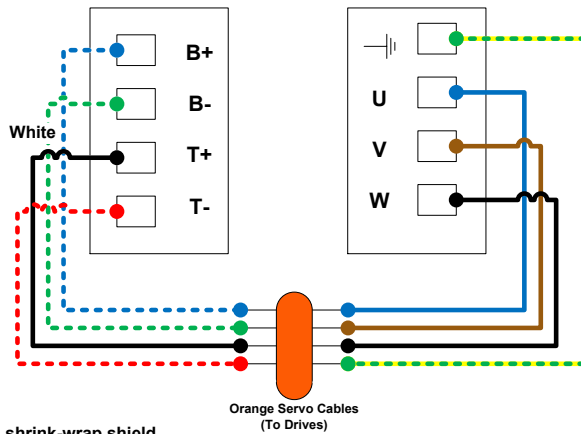 B+
B-
White
T+
T-
U
V
W
Orange Servo Cables
(To Drives)
shrink-wrap shield